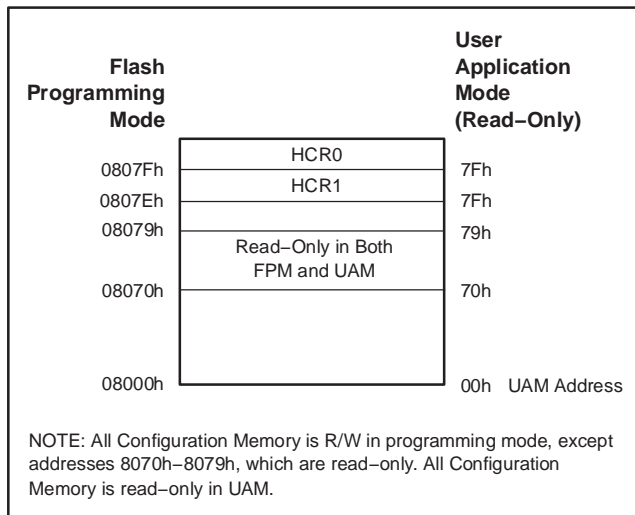 Flash
Programming
Mode
User
Application
Mode
(Read–Only)
HCR0
0807Fh
7Fh
HCR1
0807Eh
7Fh
08079h
79h
Read–Only in Both
FPM and UAM
08070h
70h
08000h
00h UAM Address
NOTE: All Configuration Memory is R/W in programming mode, except
addresses 8070h–8079h, which are read–only. All Configuration
Memory is read–only in UAM.